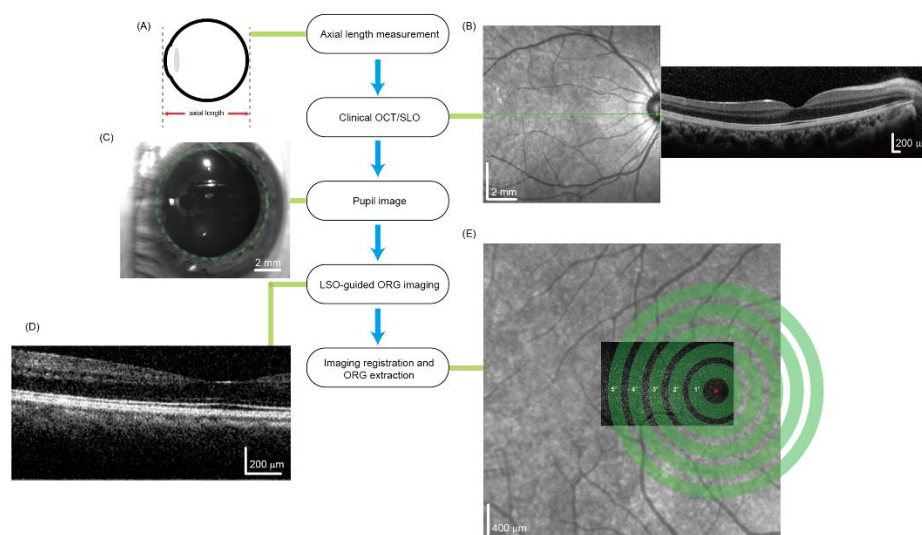 (A)
axial length
Axial length measurement
(B)
Clinical OCT/SLO
2 mm
200 µm
(C)
2 mm
Pupil image
(E)
LSO-guided ORG imaging
(D)
200 µm
Imaging registration and
ORG extraction
5° 4° 3° 2° 1°
400 µm